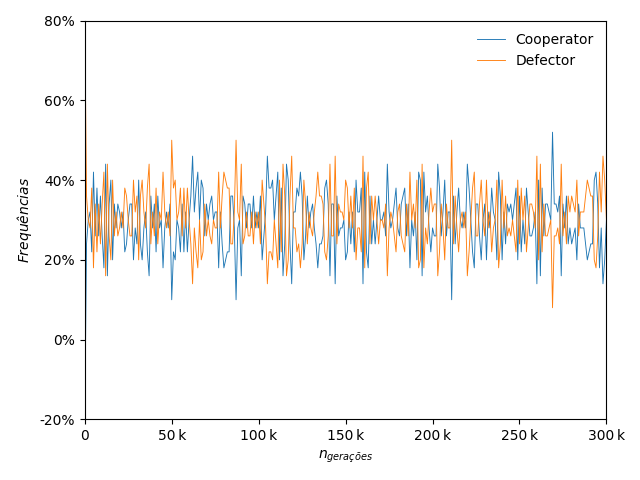 80%
60%
40%
20%
0%
-20%
Frequências
Cooperator
Defector
0 50 k 100 k 150 k 200 k 250 k 300 k
n_gerações